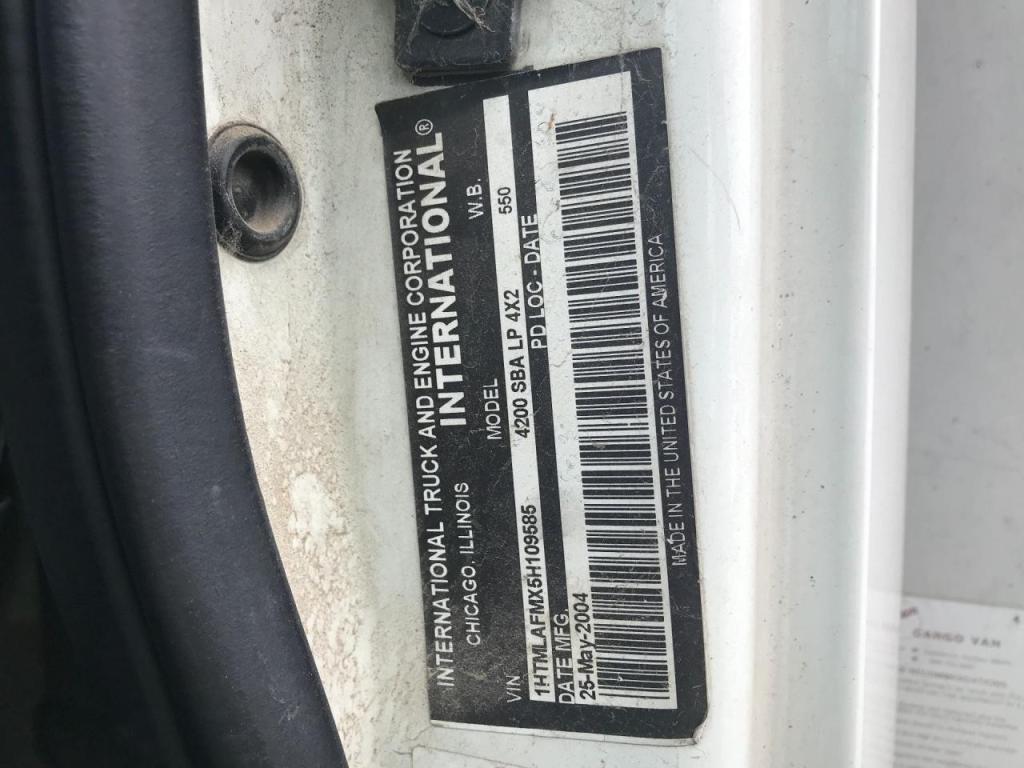 INTERNATIONAL TRUCK AND ENGINE CORPORATION
INTERNATIONAL®
CHICAGO, ILLINOIS
VIN MODEL W.B.
1HTMLAFMX5H109585 4200 SBA LP 4X2 550
DATE MFG. PD LOC - DATE
25-May-2004
MADE IN THE UNITED STATES OF AMERICA
CARGO VAN